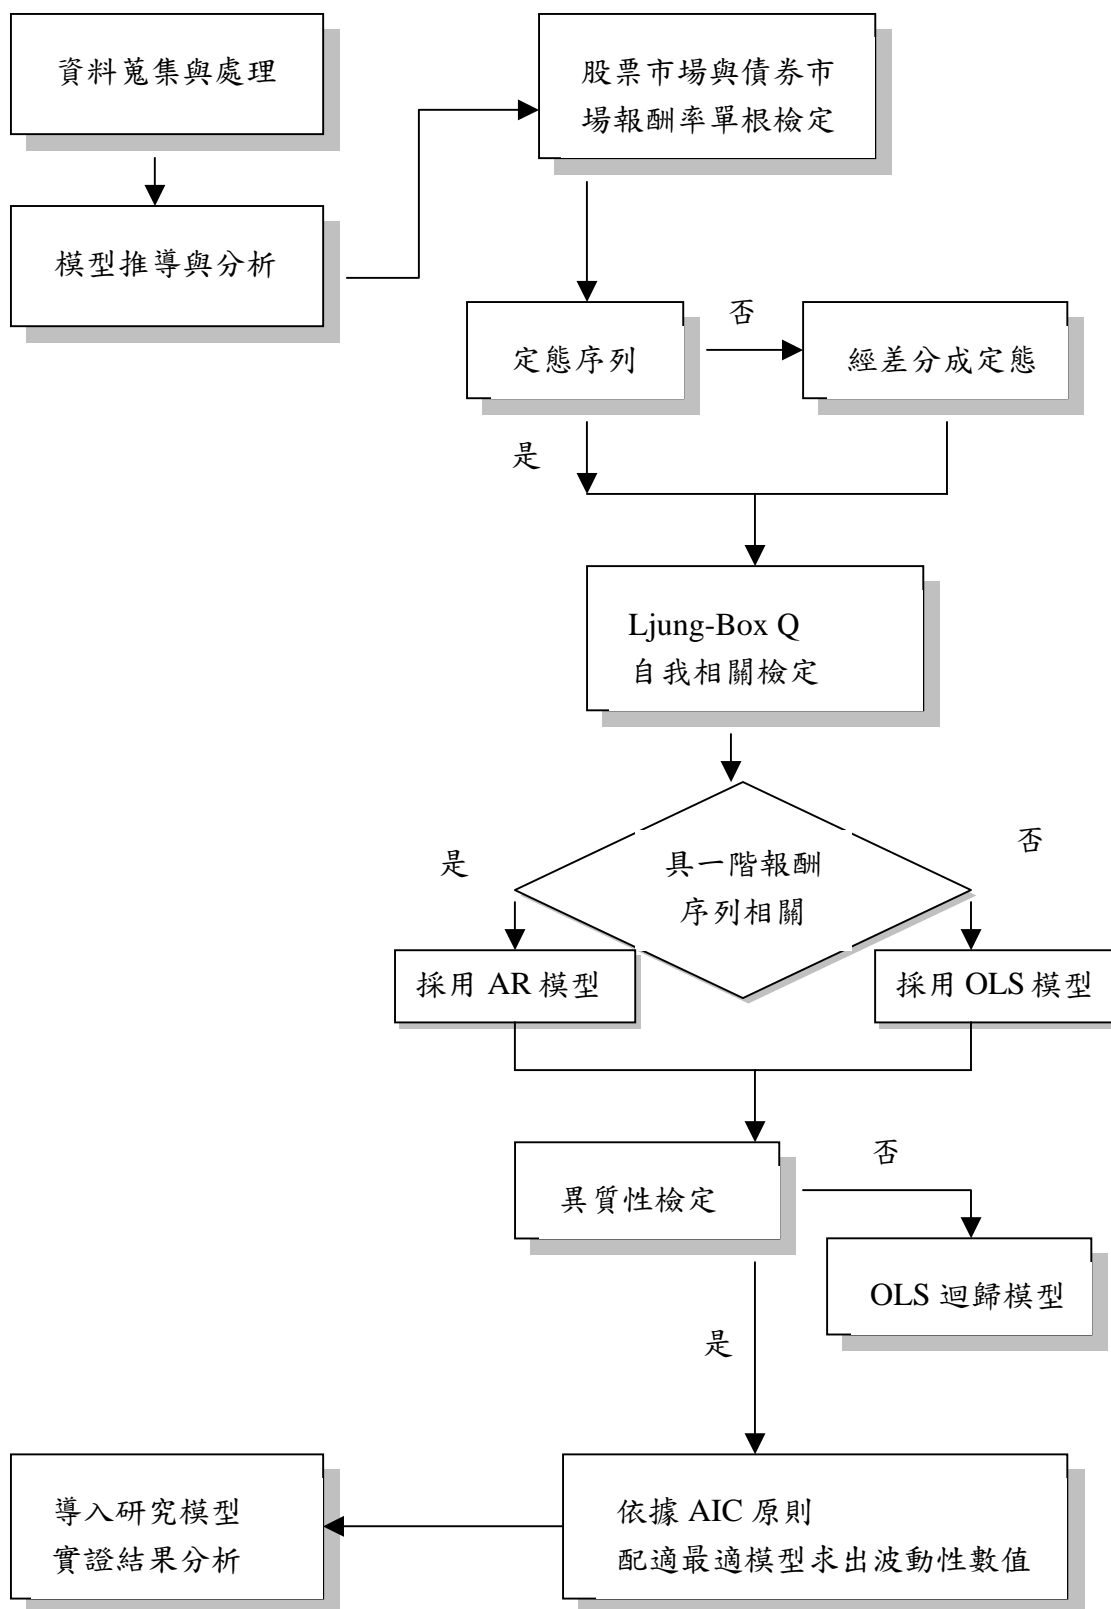 資料蒐集與處理
股票市場與債券市
場報酬率單根檢定
模型推導與分析
定態序列
否
經差分成定態
是
Ljung-Box Q
自我相關檢定
是
具一階報酬
序列相關
否
採用 AR 模型
採用 OLS 模型
異質性檢定
否
OLS 迴歸模型
是
依據 AIC 原則
配適最適模型求出波動性數值
導入研究模型
實證結果分析